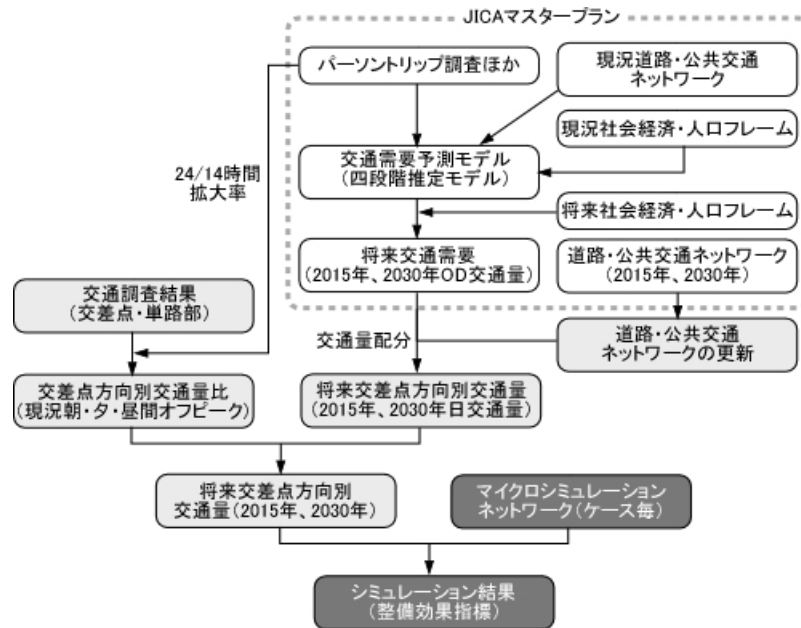 JICAマスタープラン
パーソントリップ調査ほか
現況道路・公共交通
ネットワーク
現況社会経済・人口フレーム
24/14時間
拡大率
交通需要予測モデル
(四段階推定モデル)
将来社会経済・人口フレーム
将来交通需要
(2015年、2030年OD交通量)
道路・公共交通ネットワーク
(2015年、2030年)
交通調査結果
(交差点・単路部)
交通量配分
道路・公共交通
ネットワークの更新
交差点方向別交通量比
(現況朝・夕・昼間オフピーク)
将来交差点方向別交通量
(2015年、2030年日交通量)
将来交差点方向別
交通量(2015年、2030年)
マイクロシミュレーション
ネットワーク(ケース毎)
シミュレーション結果
(整備効果指標)